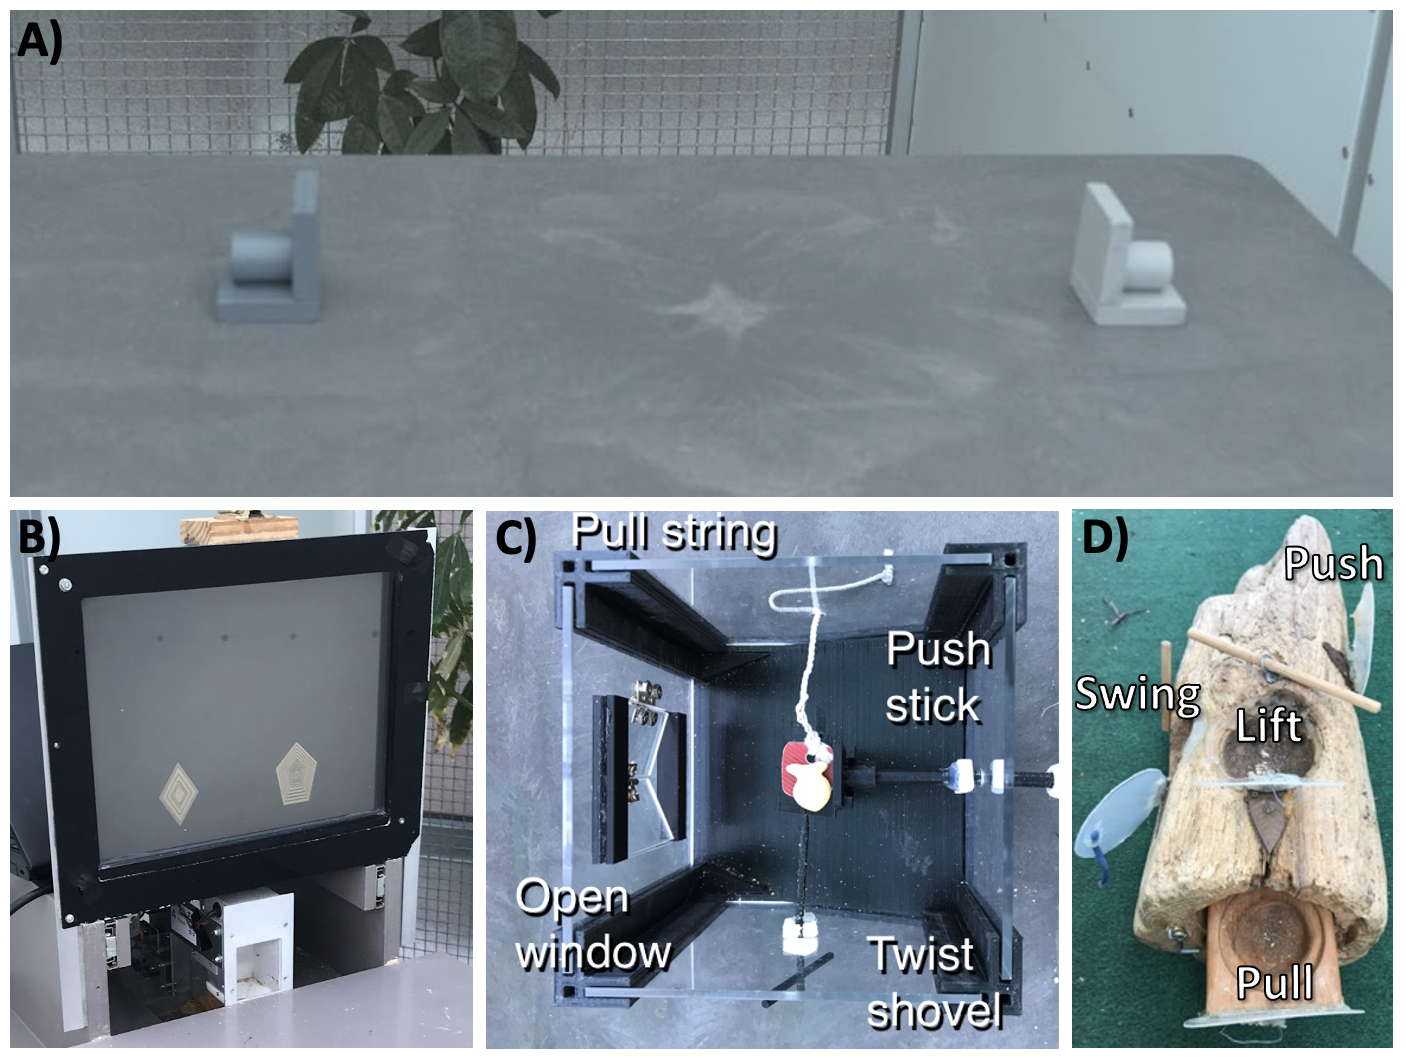 A)
B)
C)
Pull string
Push
stick
Open
window
Twist
shovel
D)
Push
Swing
Lift
Pull